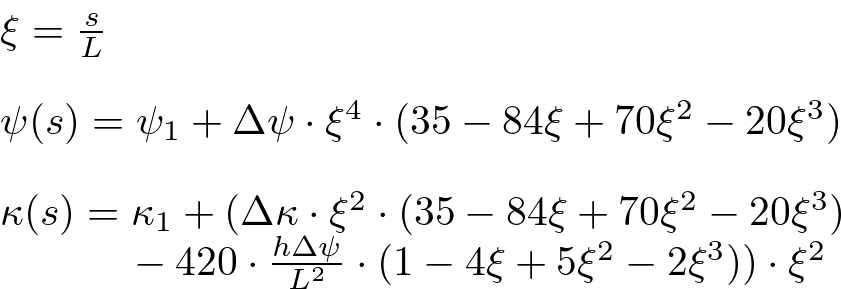 ξ = s/L
ψ(s) = ψ₁ + Δψ · ξ⁴ · (35 − 84ξ + 70ξ² − 20ξ³)
κ(s) = κ₁ + (Δκ · ξ² · (35 − 84ξ + 70ξ² − 20ξ³)
− 420 · hΔψ/L² · (1 − 4ξ + 5ξ² − 2ξ³)) · ξ²